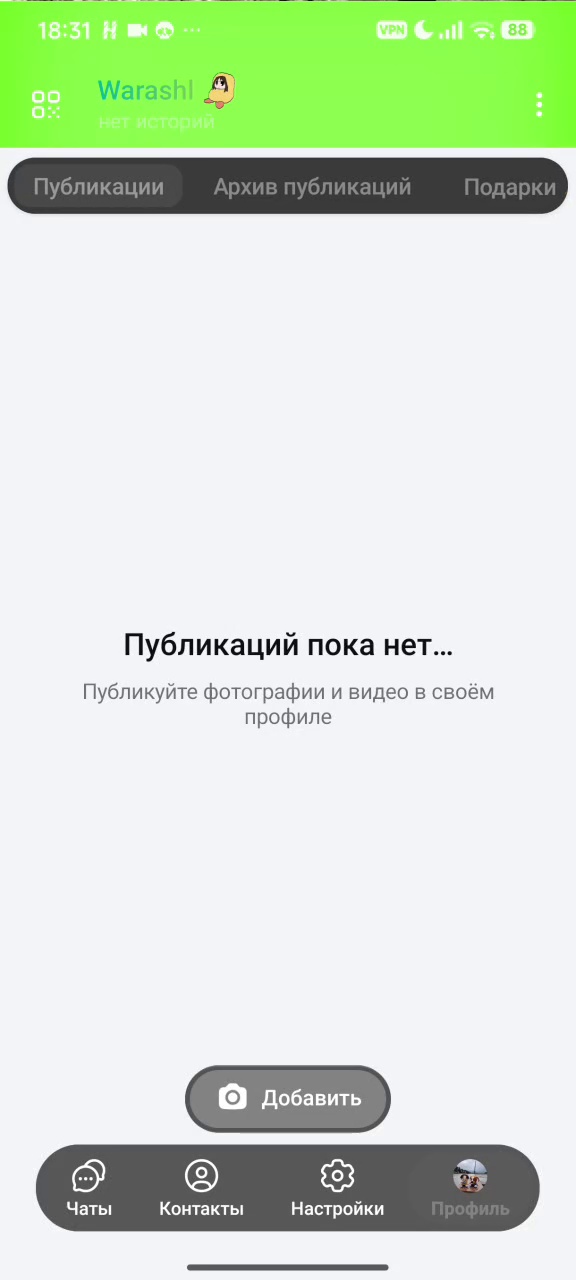 18:31 VPN 88
Warashl
нет историй
Публикации Архив публикаций Подарки
Публикаций пока нет...
Публикуйте фотографии и видео в своём
профиле
Добавить
Чаты Контакты Настройки Профиль